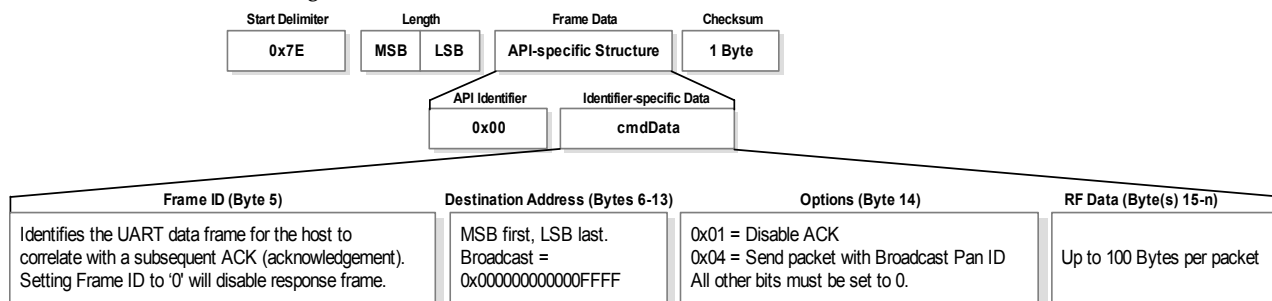 Start Delimiter Length Frame Data Checksum
0x7E MSB LSB API-specific Structure 1 Byte
API Identifier Identifier-specific Data
0x00 cmdData
Frame ID (Byte 5)
Identifies the UART data frame for the host to
correlate with a subsequent ACK (acknowledgement).
Setting Frame ID to '0' will disable response frame.
Destination Address (Bytes 6-13)
MSB first, LSB last.
Broadcast =
0x000000000000FFFF
Options (Byte 14)
0x01 = Disable ACK
0x04 = Send packet with Broadcast Pan ID
All other bits must be set to 0.
RF Data (Byte(s) 15-n)
Up to 100 Bytes per packet